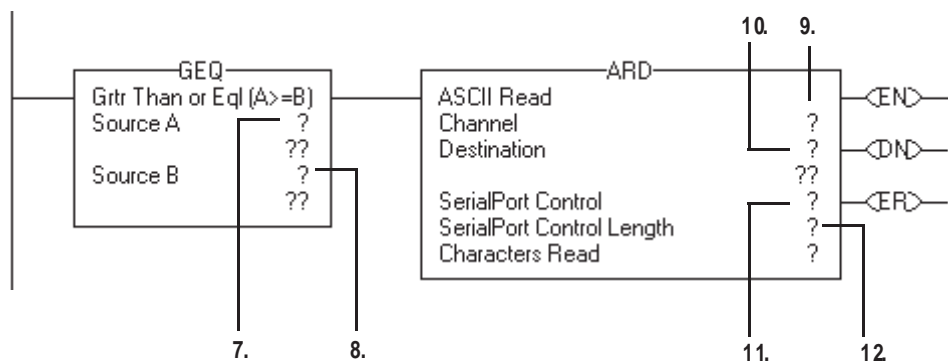 10. 9.
GEQ
Grtr Than or Eql (A>=B)
Source A ?
??
Source B ?
??
ARD
ASCII Read
Channel ?
Destination ?
??
SerialPort Control ?
SerialPort Control Length ?
Characters Read ?
EN
DN
ER
7. 8. 11. 12.